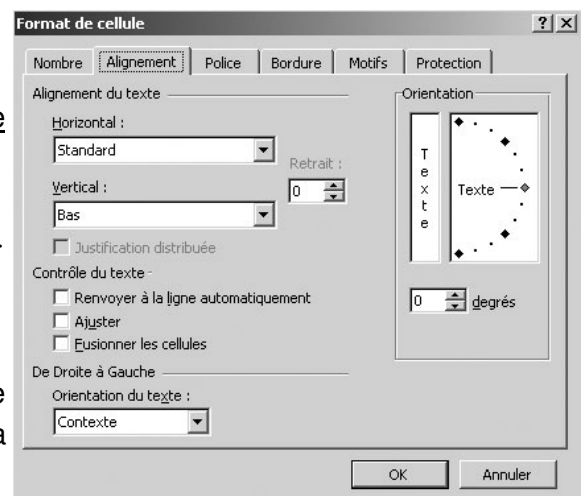 Format de cellule
Nombre Alignement Police Bordure Motifs Protection
Alignement du texte
Horizontal :
Standard
Retrait :
Vertical :
0
Bas
Justification distribuée
Contrôle du texte
Renvoyer à la ligne automatiquement
Ajuster
Fusionner les cellules
De Droite à Gauche
Orientation du texte :
Contexte
Orientation
Texte
Texte
0 degrés
OK Annuler
e
.
e
a